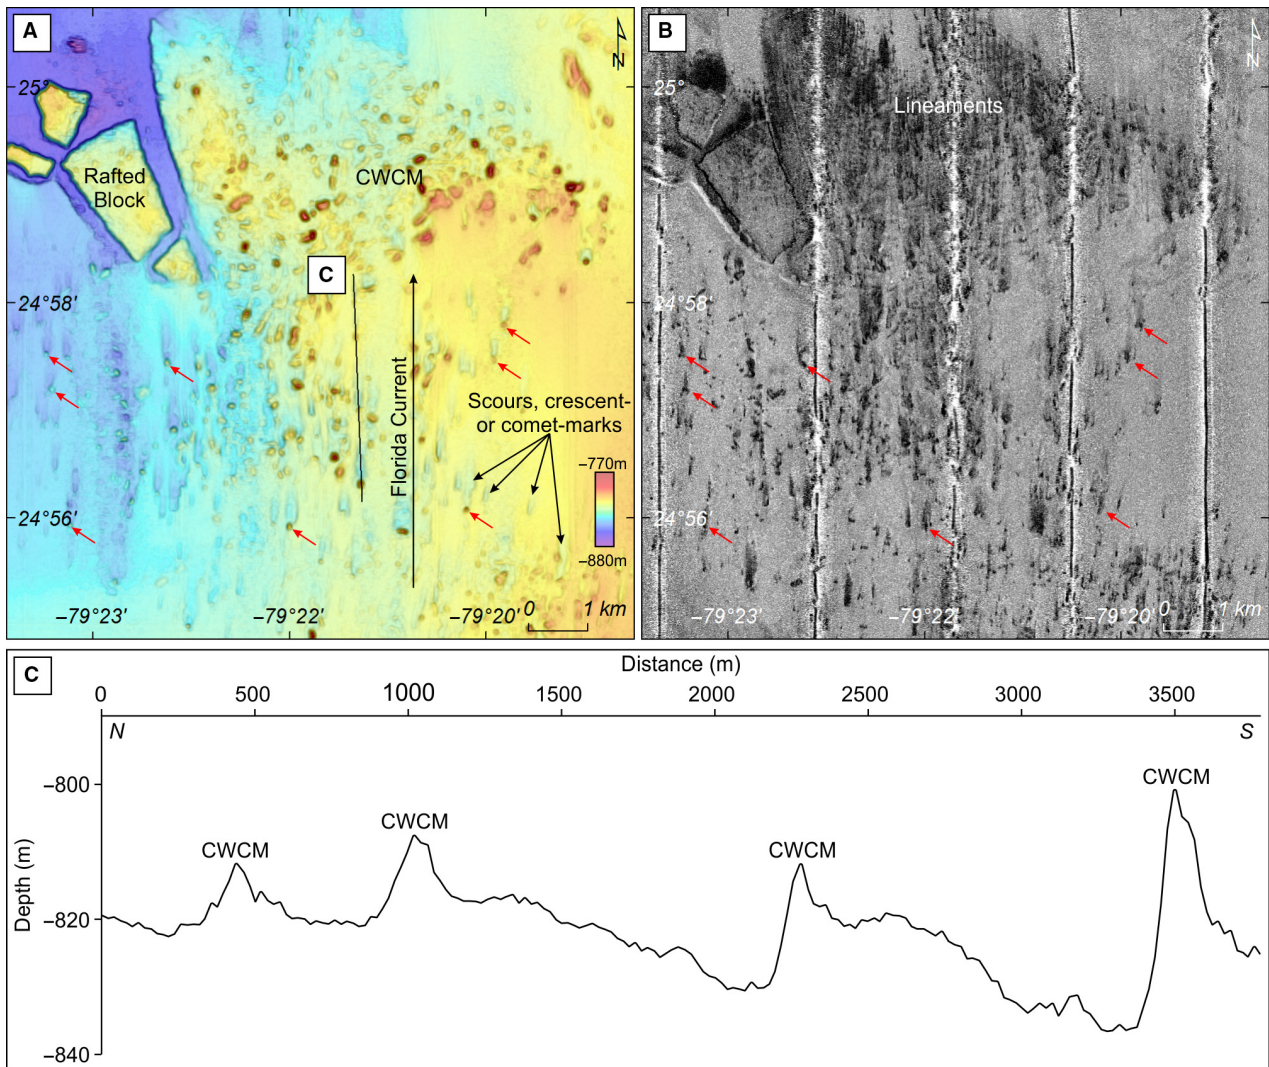 A
N
25°
Rafted
Block
CWCM
C
24°58'
Florida Current
Scours, crescent-
or comet-marks
−770m
24°56'
−880m
−79°23'
−79°22'
−79°20'
0
1 km
B
N
25°
Lineaments
24°58'
24°56'
−79°23'
−79°22'
−79°20'
0
1 km
C
Distance (m)
0 500 1000 1500 2000 2500 3000 3500
N
S
CWCM
CWCM
CWCM
CWCM
Depth (m)
−800
−820
−840